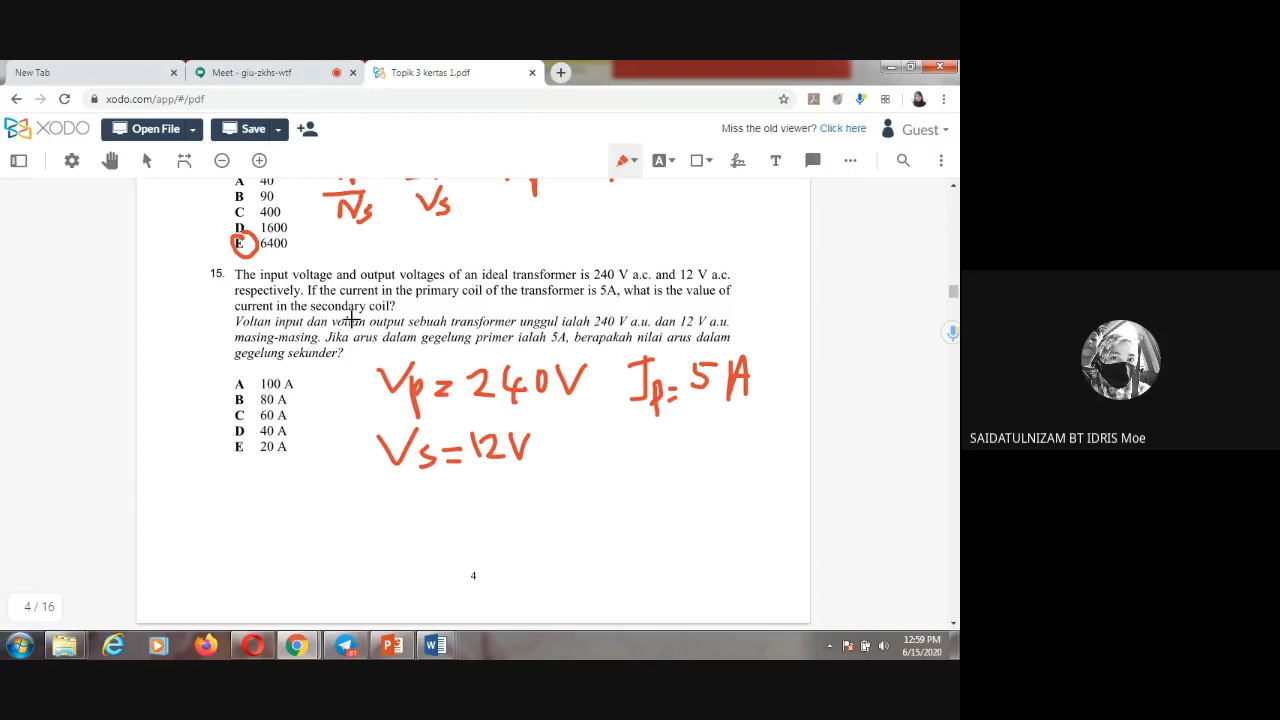 New Tab
Meet - giu-zkhs-wtf
Topik 3 kertas 1.pdf
xodo.com/app/#/pdf
XODO
Open File
Save
Miss the old viewer? Click here
Guest
A 40
B 90
C 400
D 1600
E 6400
Ns
Vs
15. The input voltage and output voltages of an ideal transformer is 240 V a.c. and 12 V a.c.
respectively. If the current in the primary coil of the transformer is 5A, what is the value of
current in the secondary coil?
Voltan input dan voltan output sebuah transformer unggul ialah 240 V a.u. dan 12 V a.u.
masing-masing. Jika arus dalam gegelung primer ialah 5A, berapakah nilai arus dalam
gegelung sekunder?
A 100 A
B 80 A
C 60 A
D 40 A
E 20 A
Vp = 240V Ip = 5 A
Vs = 12V
4
4 / 16
SAIDATULNIZAM BT IDRIS Moe
87
12:59 PM
6/15/2020